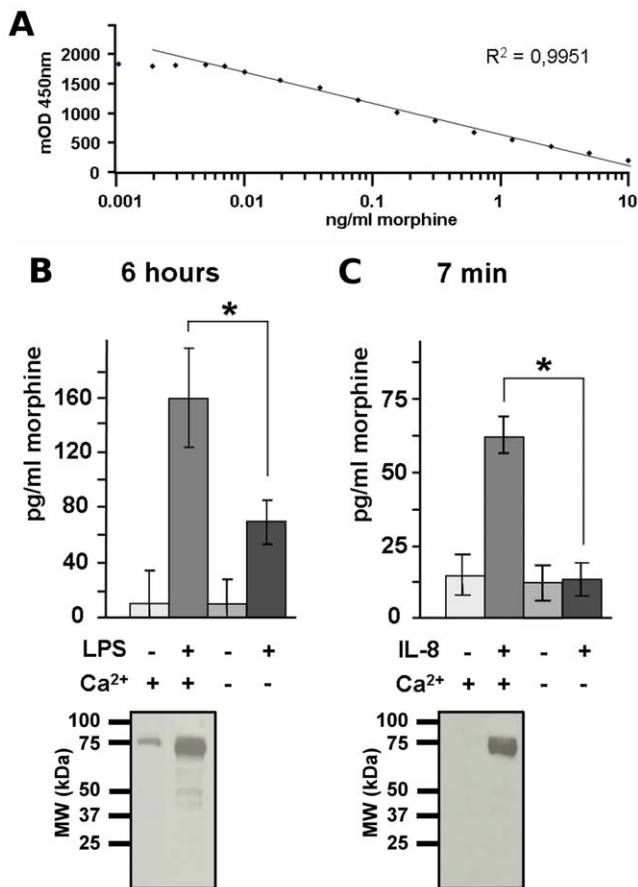 A
R² = 0,9951
mOD 450nm
2000
1500
1000
500
0
0.001 0.01 0.1 1 10
ng/ml morphine
B 6 hours
*
pg/ml morphine
160
120
80
40
0
LPS - + - +
Ca²⁺ + + - -
MW (kDa)
100
75
50
37
25
C 7 min
*
pg/ml morphine
75
50
25
0
IL-8 - + - +
Ca²⁺ + + - -
MW (kDa)
100
75
50
37
25